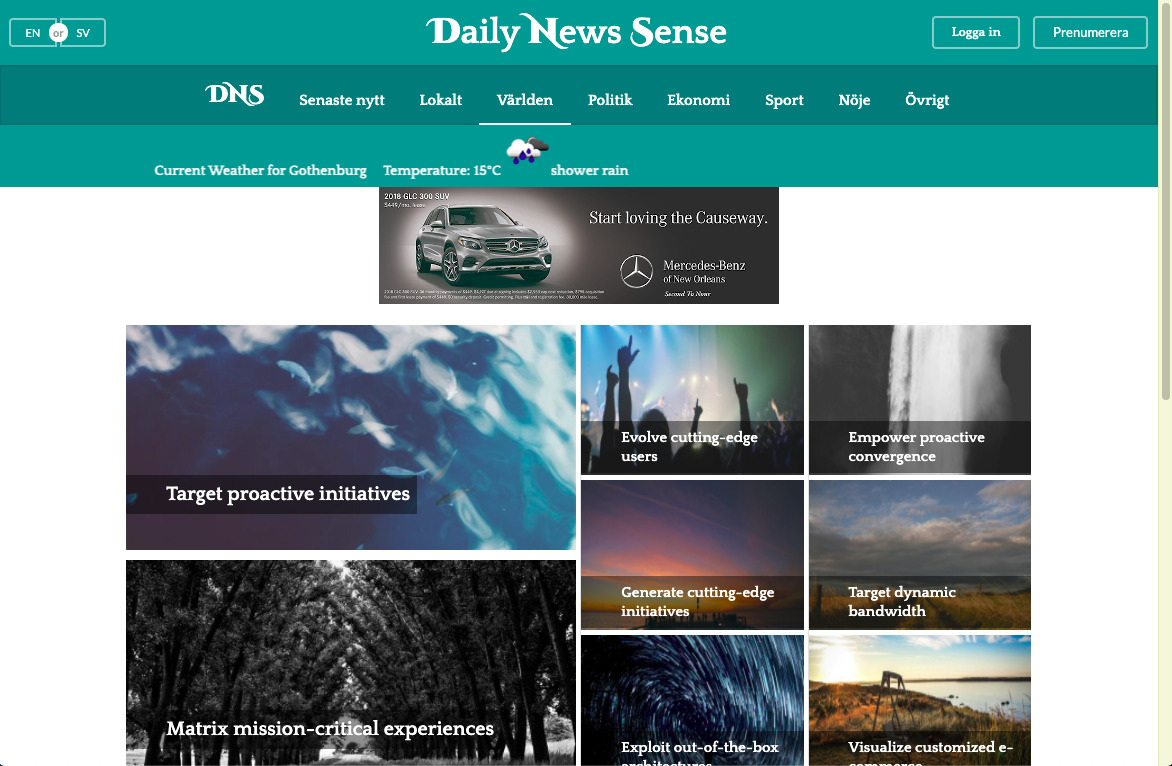 EN or SV
Daily News Sense
Logga in
Prenumerera
DNS
Senaste nytt
Lokalt
Världen
Politik
Ekonomi
Sport
Nöje
Övrigt
Current Weather for Gothenburg
Temperature: 15°C
shower rain
2018 GLC 300 SUV
$449/mo. lease
Start loving the Causeway.
Mercedes-Benz
of New Orleans
Second To None
Target proactive initiatives
Evolve cutting-edge
users
Empower proactive
convergence
Generate cutting-edge
initiatives
Target dynamic
bandwidth
Matrix mission-critical experiences
Exploit out-of-the-box
architectures
Visualize customized e-
commerce